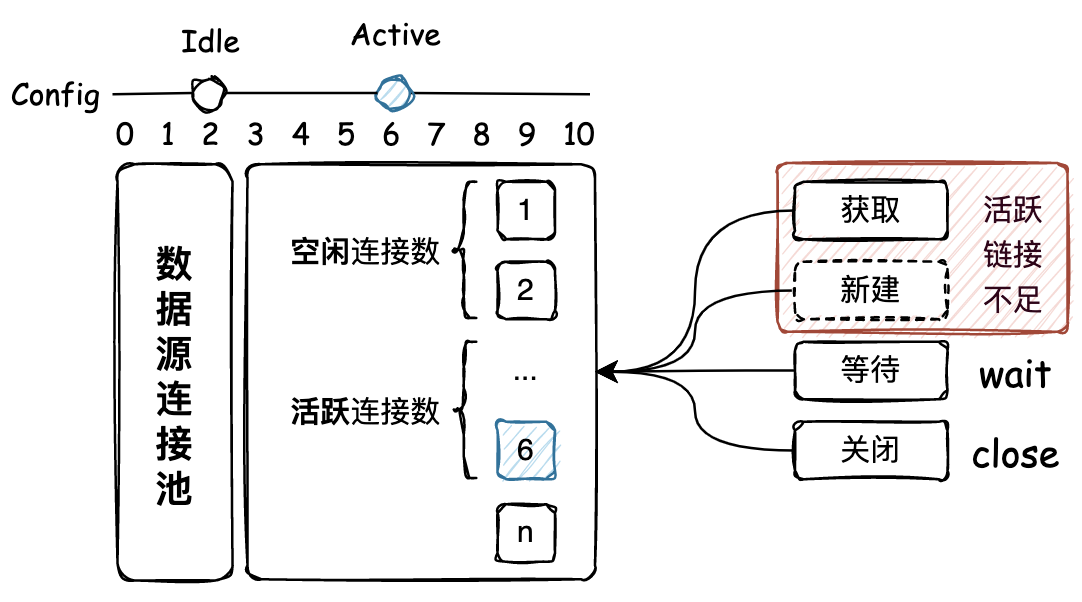 Idle
Active
Config
0 1 2 3 4 5 6 7 8 9 10
数据源连接池
空闲连接数
1
2
...
活跃连接数
6
n
获取
新建
活跃
链接
不足
等待
wait
关闭
close